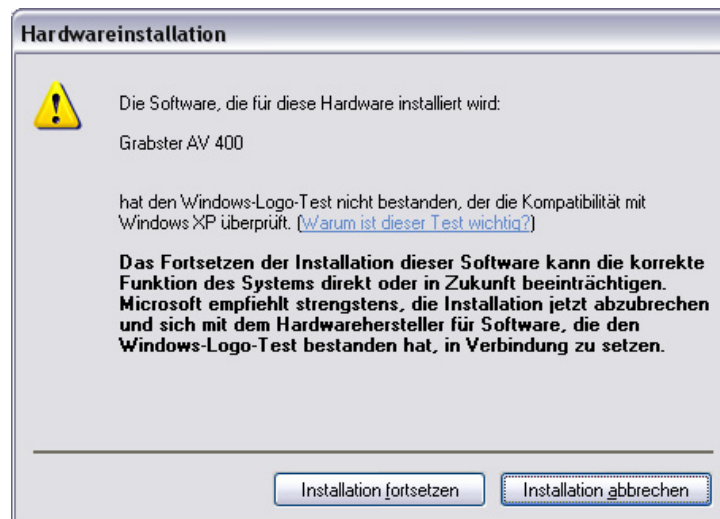 Hardwareinstallation
Die Software, die für diese Hardware installiert wird:
Grabster AV 400
hat den Windows-Logo-Test nicht bestanden, der die Kompatibilität mit
Windows XP überprüft. (Warum ist dieser Test wichtig?)
Das Fortsetzen der Installation dieser Software kann die korrekte
Funktion des Systems direkt oder in Zukunft beeinträchtigen.
Microsoft empfiehlt strengstens, die Installation jetzt abzubrechen
und sich mit dem Hardwarehersteller für Software, die den
Windows-Logo-Test bestanden hat, in Verbindung zu setzen.
Installation fortsetzen
Installation abbrechen